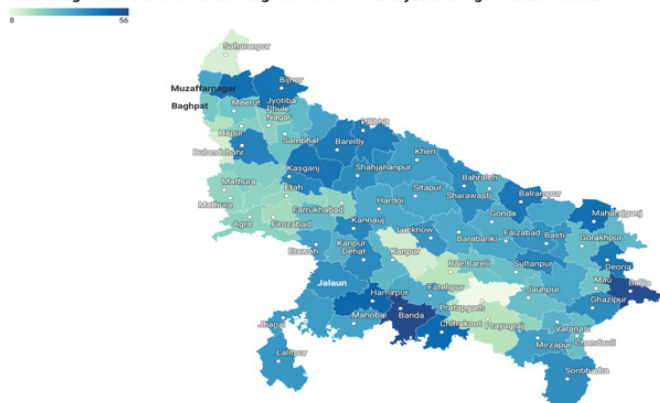 8 56
Saharanpur
Muzaffarnagar
Bijnor
Baghpat
Meerut
Jyotiba
Phule
Nagar
Hapur
Sambhal
Bareilly
Pilibhit
Bulandshahr
Kheri
Kasganj
Shahjahanpur
Bahraich
Mathura
Etah
Sitapur
Sharawasti
Balrampur
Mathura
Farrukhabad
Hardoi
Gonda
Maharajganj
Agra
Firozabad
Kannauj
Lucknow
Barabanki
Faizabad
Basti
Gorakhpur
Etaweh
Kanpur
Dehat
Kanpur
Rae Bareli
Sultanpur
Deoria
Mau
Ballia
Jalaun
Hamirpur
Fatehpur
Pratapgarh
Jaunpur
Ghazipur
Jhansi
Mahobai
Banda
Chitrakoot
Prayagraj
Varanasi
Mirzapur
Chandauli
Lalitpur
Sonbhadra